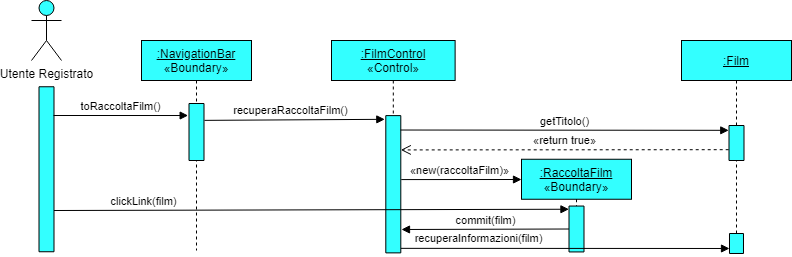 Utente Registrato
:NavigationBar
«Boundary»
:FilmControl
«Control»
:Film
toRaccoltaFilm()
recuperaRaccoltaFilm()
getTitolo()
«return true»
«new(raccoltaFilm)»
:RaccoltaFilm
«Boundary»
clickLink(film)
commit(film)
recuperaInformazioni(film)